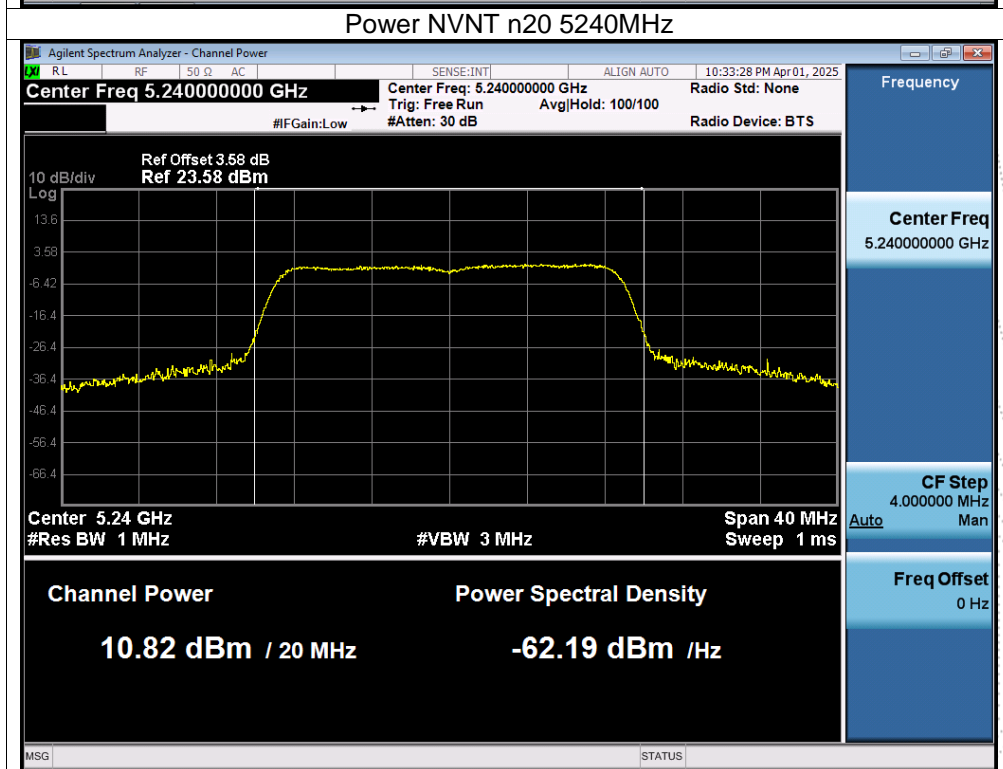 Power NVNT n20 5240MHz
Agilent Spectrum Analyzer - Channel Power
LXI RL RF 50 Ω AC SENSE:INT ALIGN AUTO 10:33:28 PM Apr 01, 2025
Center Freq 5.240000000 GHz
Center Freq: 5.240000000 GHz Radio Std: None
Trig: Free Run Avg|Hold: 100/100
#IFGain:Low #Atten: 30 dB Radio Device: BTS
Ref Offset 3.58 dB
10 dB/div Ref 23.58 dBm
Log
13.6
3.58
-6.42
-16.4
-26.4
-36.4
-46.4
-56.4
-66.4
Center 5.24 GHz Span 40 MHz
#Res BW 1 MHz #VBW 3 MHz Sweep 1 ms
Channel Power Power Spectral Density
10.82 dBm / 20 MHz -62.19 dBm /Hz
MSG STATUS
Frequency
Center Freq
5.240000000 GHz
CF Step
4.000000 MHz
Auto Man
Freq Offset
0 Hz